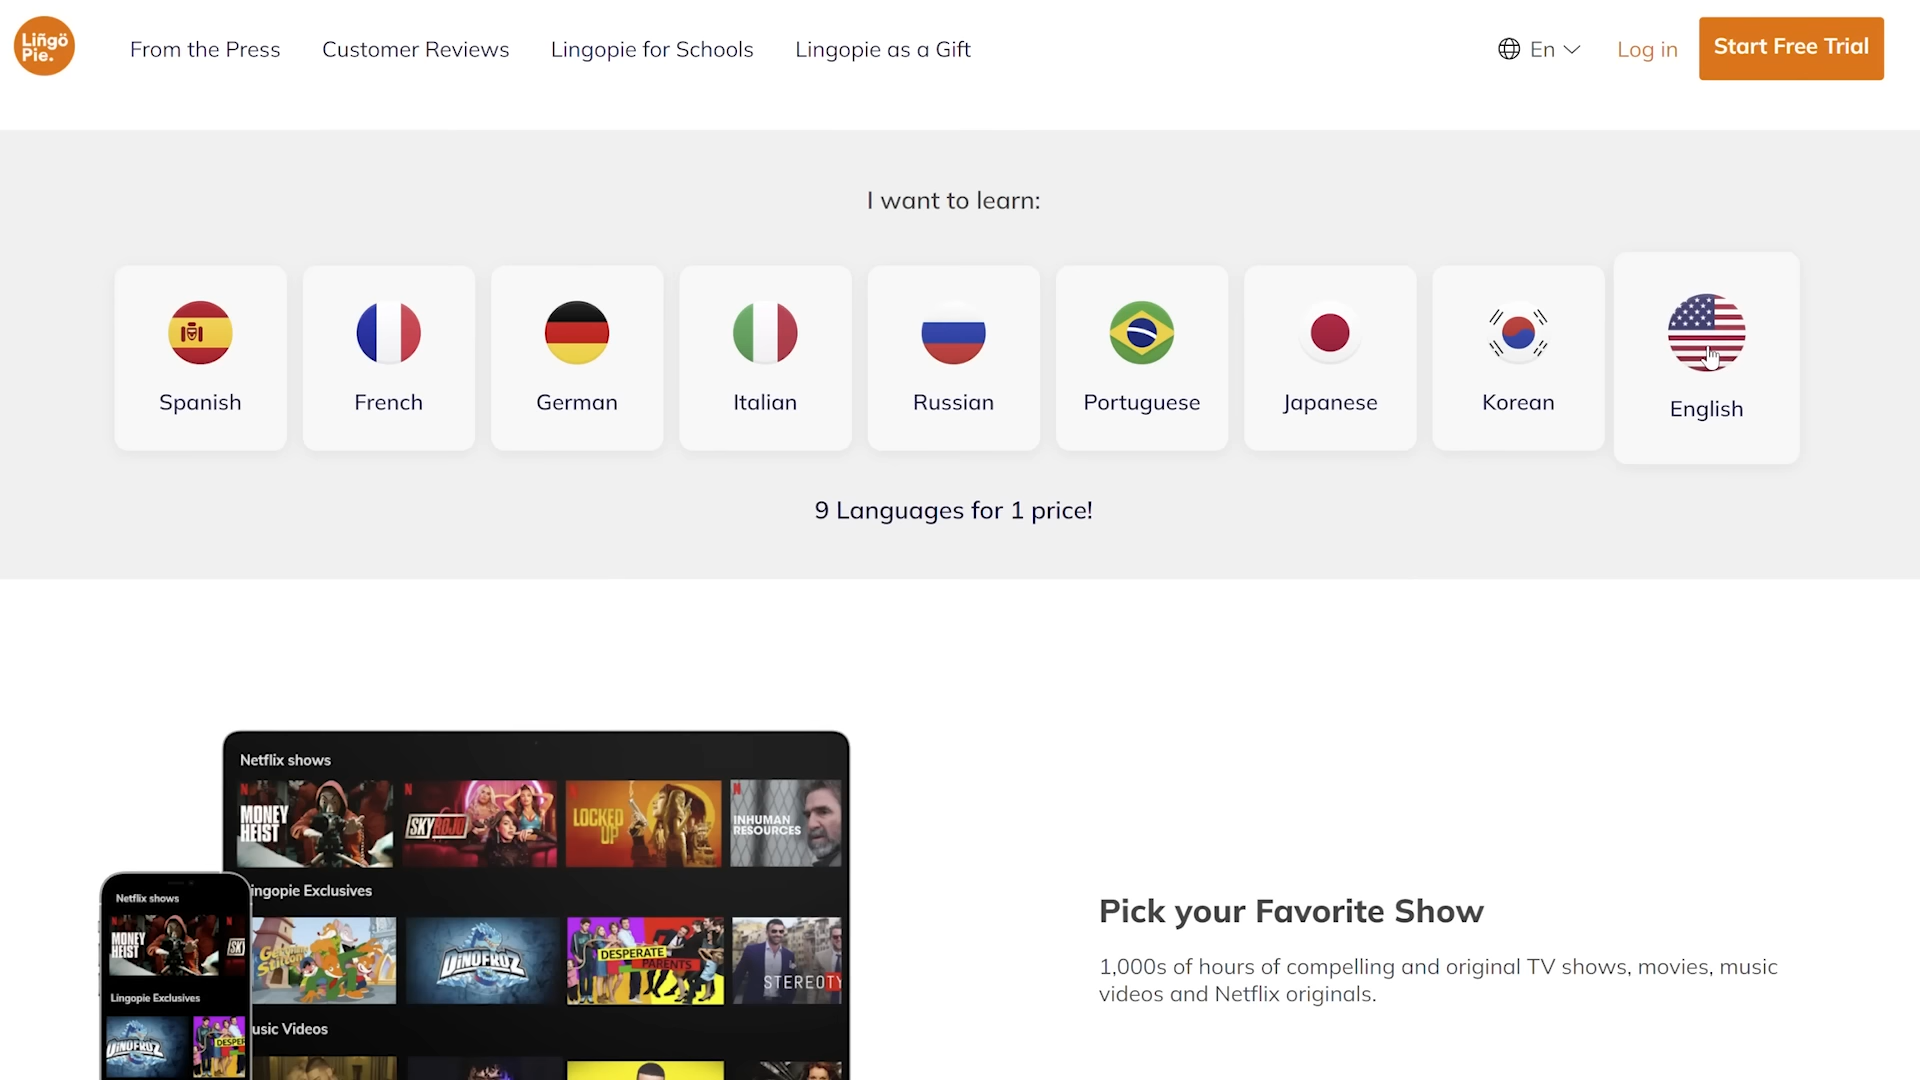 Liñgö
Pie.
From the Press
Customer Reviews
Lingopie for Schools
Lingopie as a Gift
En
Log in
Start Free Trial
I want to learn:
Spanish
French
German
Italian
Russian
Portuguese
Japanese
Korean
English
9 Languages for 1 price!
Netflix shows
MONEY
HEIST
SKY ROJO
LOCKED
UP
INHUMAN
RESOURCES
ingopie Exclusives
DINOFROZ
DESPERATE
PARENTS
STEREOTY
usic Videos
Netflix shows
MONEY
HEIST
SK
Lingopie Exclusives
DINOFROZ
DESPER
Pick your Favorite Show
1,000s of hours of compelling and original TV shows, movies, music
videos and Netflix originals.